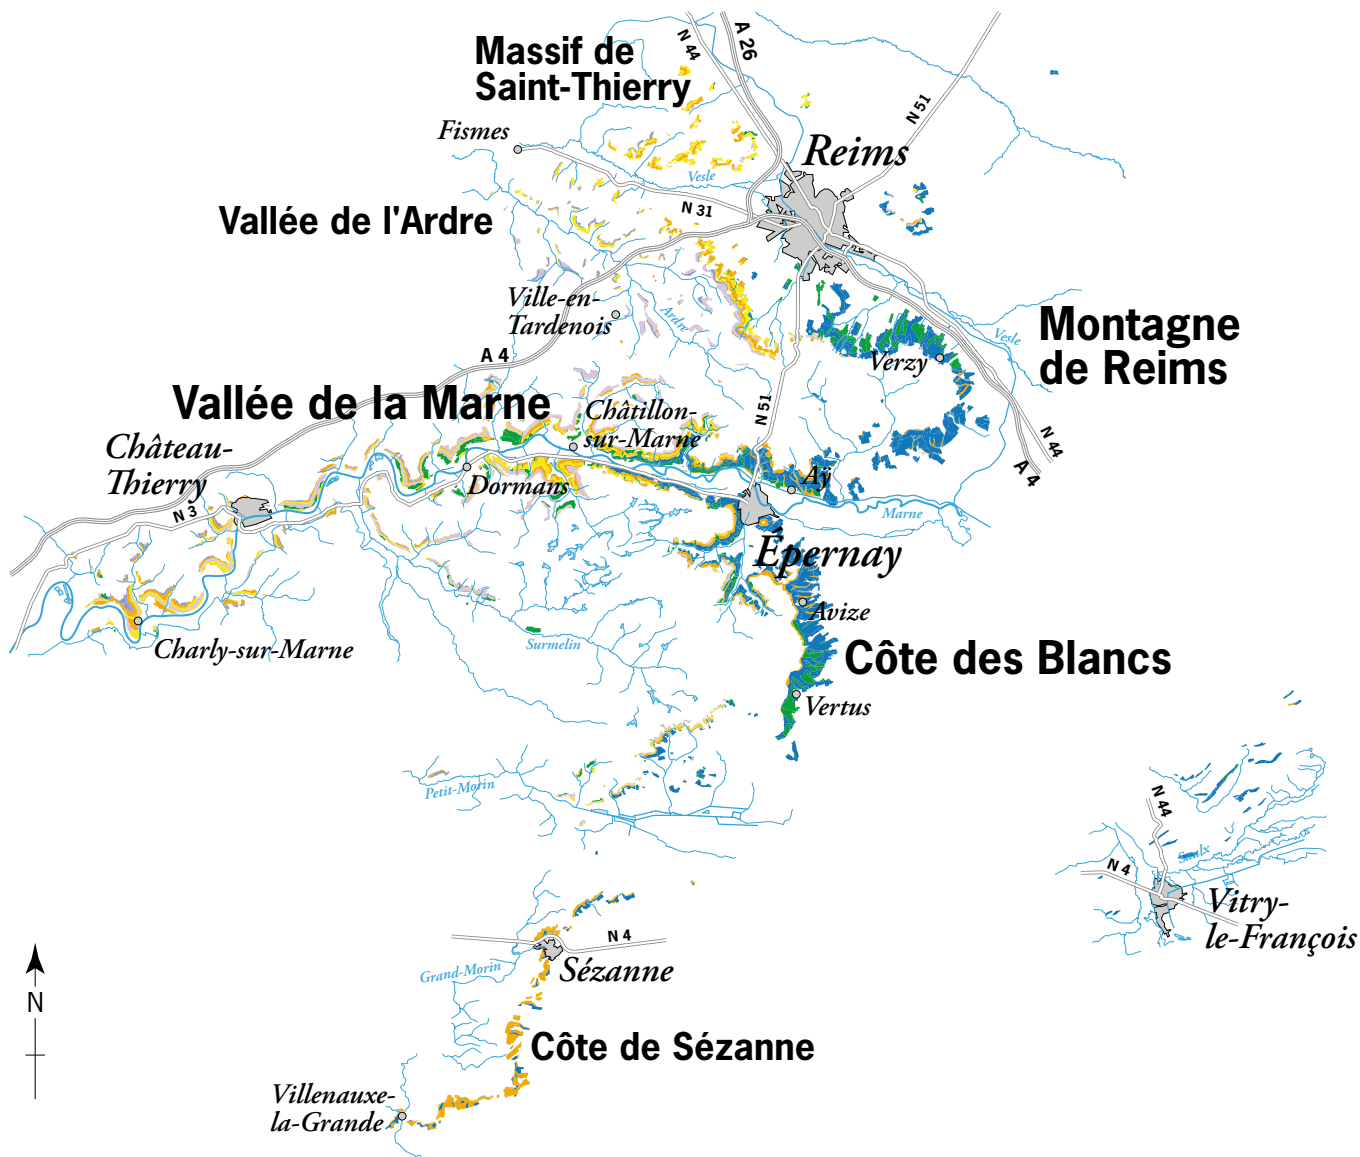 N 44
A 26
Massif de
Saint-Thierry
N 51
Fismes
Reims
Vesle
Vallée de l'Ardre
N 31
Ville-en-
Tardenois
Ardre
Montagne
de Reims
Vesle
A 4
Verzy
Vallée de la Marne
N 51
Châtillon-
sur-Marne
N 44
A 4
Château-
Thierry
Dormans
Aÿ
N 3
Marne
Épernay
Avize
Charly-sur-Marne
Surmelin
Côte des Blancs
Vertus
Petit-Morin
N 44
Saulx
N 4
Vitry-
le-François
N 4
Sézanne
Grand-Morin
N
Côte de Sézanne
Villenauxe-
la-Grande